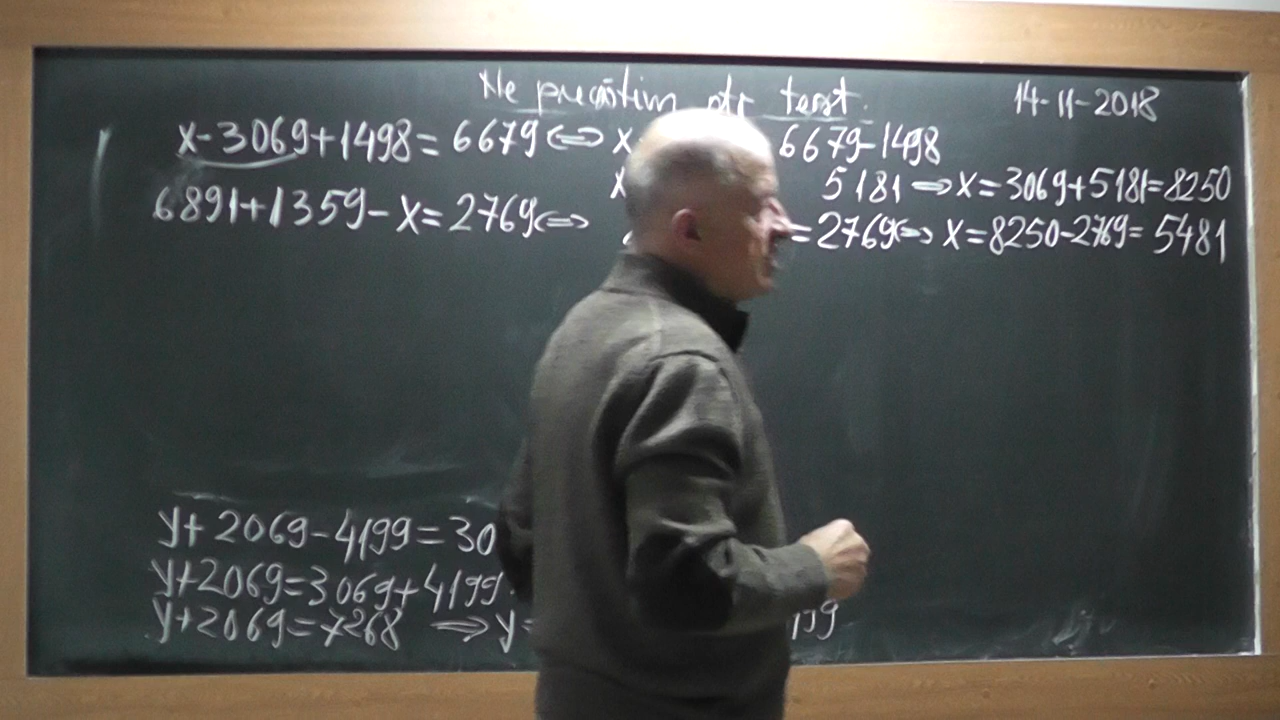 Ne pregătim ptr test. 14-11-2018
x-3069+1498=6679<=>x 6679-1498
x 5181 =>x=3069+5181=8250
6891+1359-x=2769<=> =2769<=>x=8250-2769=5481
y+2069-4199=30
y+2069=3069+4199
y+2069=7268 =>y= 199